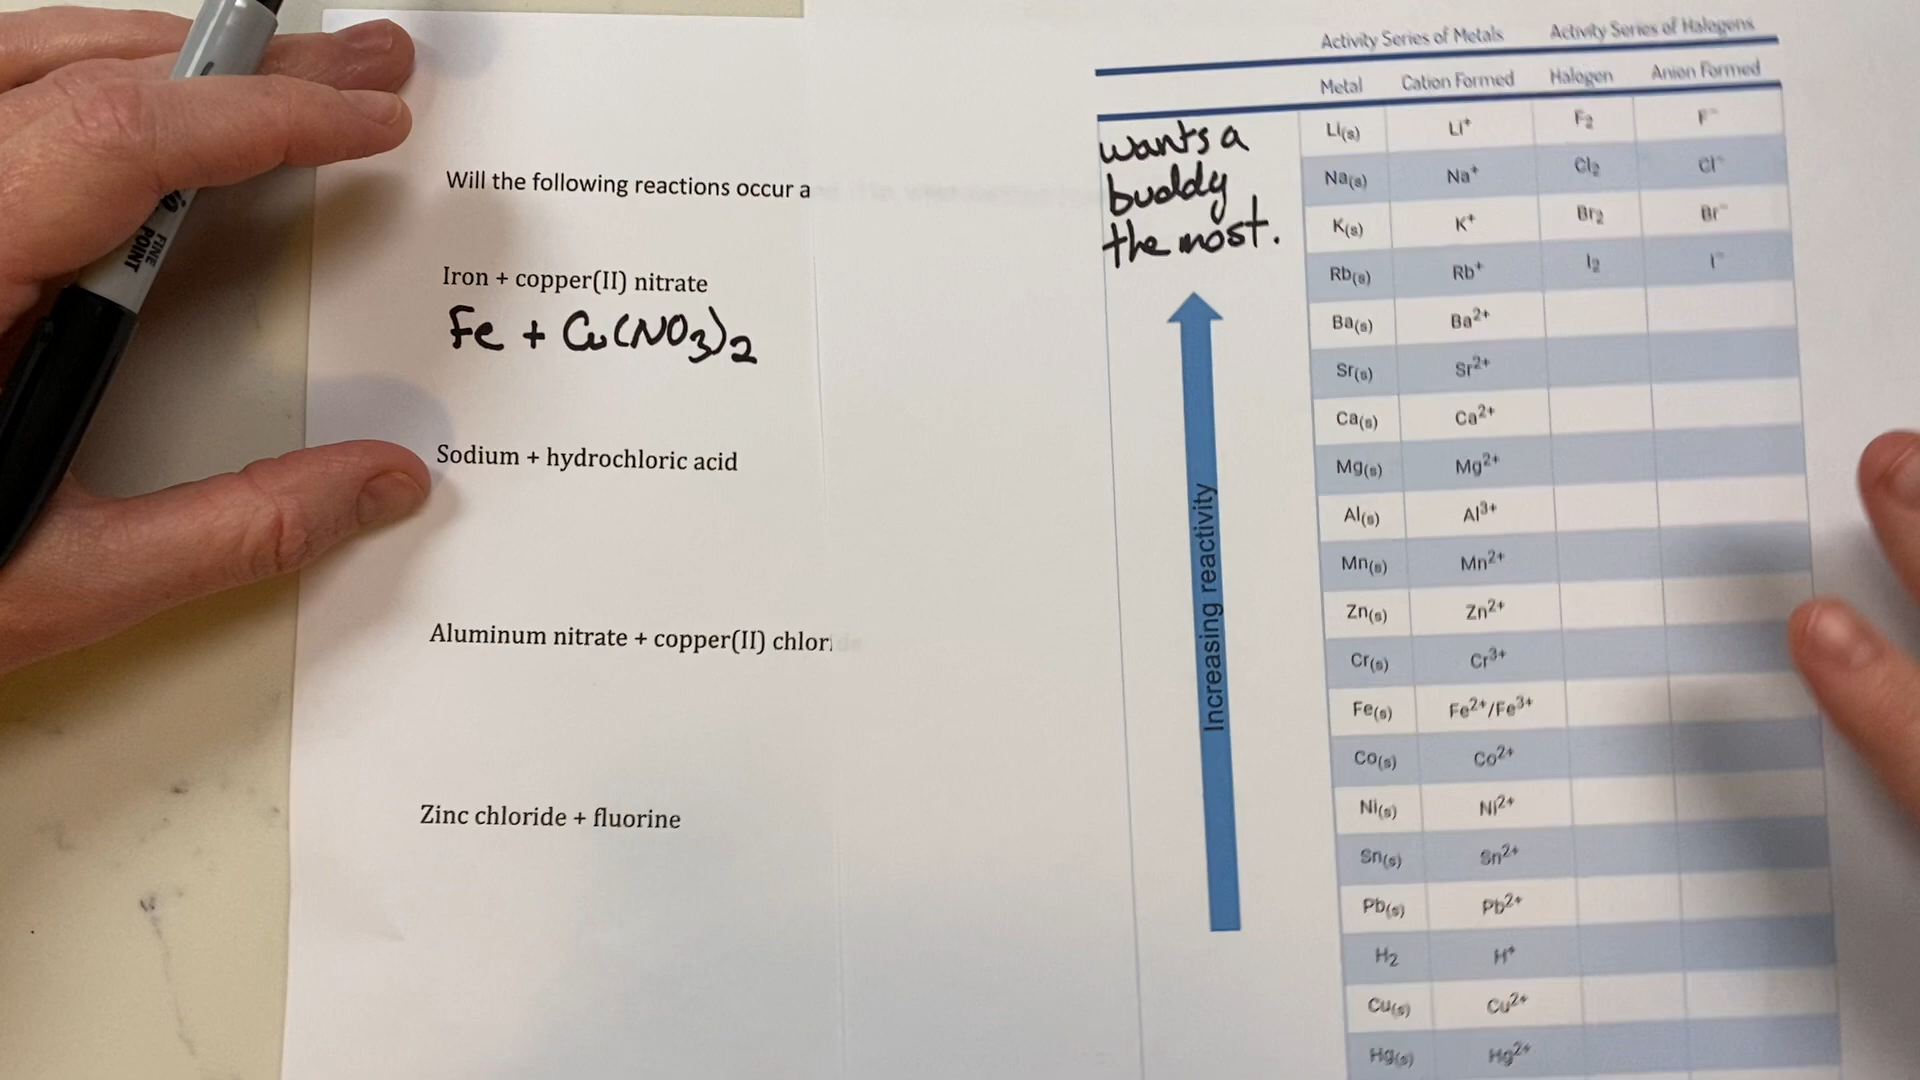 FINE
POINT
Will the following reactions occur a
Iron + copper(II) nitrate
Fe + Cu(NO3)2
Sodium + hydrochloric acid
Aluminum nitrate + copper(II) chloride
Zinc chloride + fluorine
wants a
buddy
the most.
Increasing reactivity
Activity Series of Metals Activity Series of Halogens
Metal Cation Formed Halogen Anion Formed
Li(s) Li⁺ F₂ F⁻
Na(s) Na⁺ Cl₂ Cl⁻
K(s) K⁺ Br₂ Br⁻
Rb(s) Rb⁺ I₂ I⁻
Ba(s) Ba²⁺
Sr(s) Sr²⁺
Ca(s) Ca²⁺
Mg(s) Mg²⁺
Al(s) Al³⁺
Mn(s) Mn²⁺
Zn(s) Zn²⁺
Cr(s) Cr³⁺
Fe(s) Fe²⁺/Fe³⁺
Co(s) Co²⁺
Ni(s) Ni²⁺
Sn(s) Sn²⁺
Pb(s) Pb²⁺
H₂ H⁺
Cu(s) Cu²⁺
Hg(s) Hg²⁺